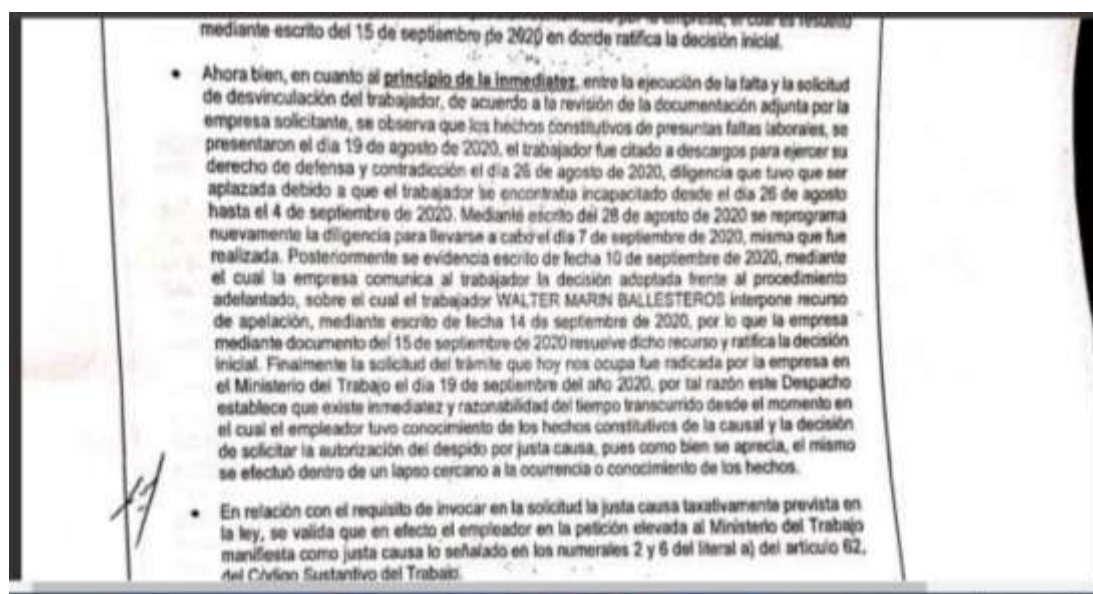 mediante escrito del 15 de septiembre de 2020 en donde ratifica la decisión inicial.
• Ahora bien, en cuanto al principio de la inmediatez, entre la ejecución de la falta y la solicitud
de desvinculación del trabajador, de acuerdo a la revisión de la documentación adjunta por la
empresa solicitante, se observa que los hechos constitutivos de presuntas faltas laborales, se
presentaron el día 19 de agosto de 2020, el trabajador fue citado a descargos para ejercer su
derecho de defensa y contradicción el día 26 de agosto de 2020, diligencia que tuvo que ser
aplazada debido a que el trabajador se encontraba incapacitado desde el día 26 de agosto
hasta el 4 de septiembre de 2020. Mediante escrito del 28 de agosto de 2020 se reprograma
nuevamente la diligencia para llevarse a cabo el día 7 de septiembre de 2020, misma que fue
realizada. Posteriormente se evidencia escrito de fecha 10 de septiembre de 2020, mediante
el cual la empresa comunica al trabajador la decisión adoptada frente al procedimiento
adelantado, sobre el cual el trabajador WALTER MARIN BALLESTEROS interpone recurso
de apelación, mediante escrito de fecha 14 de septiembre de 2020, por lo que la empresa
mediante documento del 15 de septiembre de 2020 resuelve dicho recurso y ratifica la decisión
inicial. Finalmente la solicitud del trámite que hoy nos ocupa fue radicada por la empresa en
el Ministerio del Trabajo el día 19 de septiembre del año 2020, por tal razón este Despacho
establece que existe inmediatez y razonabilidad del tiempo transcurrido desde el momento en
el cual el empleador tuvo conocimiento de los hechos constitutivos de la causal y la decisión
de solicitar la autorización del despido por justa causa, pues como bien se aprecia, el mismo
se efectuó dentro de un lapso cercano a la ocurrencia o conocimiento de los hechos.
• En relación con el requisito de invocar en la solicitud la justa causa taxativamente prevista en
la ley, se valida que en efecto el empleador en la petición elevada al Ministerio del Trabajo
manifiesta como justa causa lo señalado en los numerales 2 y 6 del literal a) del artículo 62,
del Código Sustantivo del Trabajo.